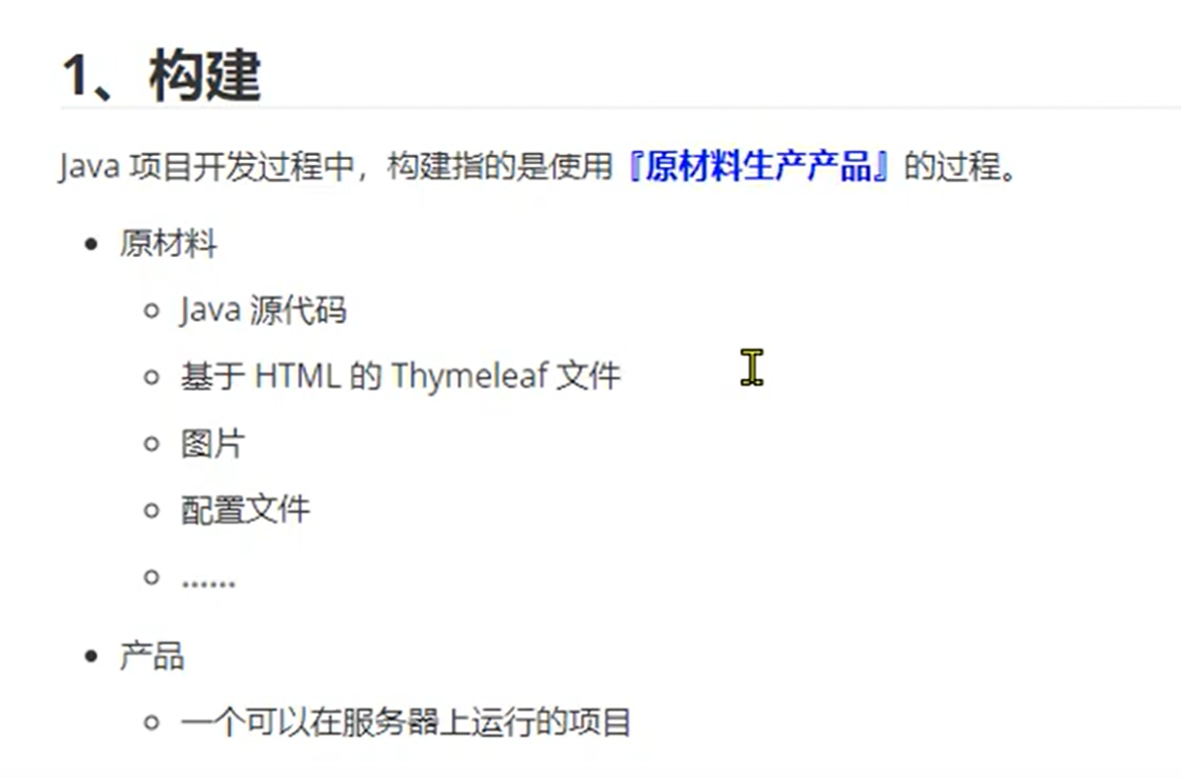 1、构建
Java 项目开发过程中，构建指的是使用『原材料生产产品』的过程。
原材料
Java 源代码
基于 HTML 的 Thymeleaf 文件
图片
配置文件
……
产品
一个可以在服务器上运行的项目